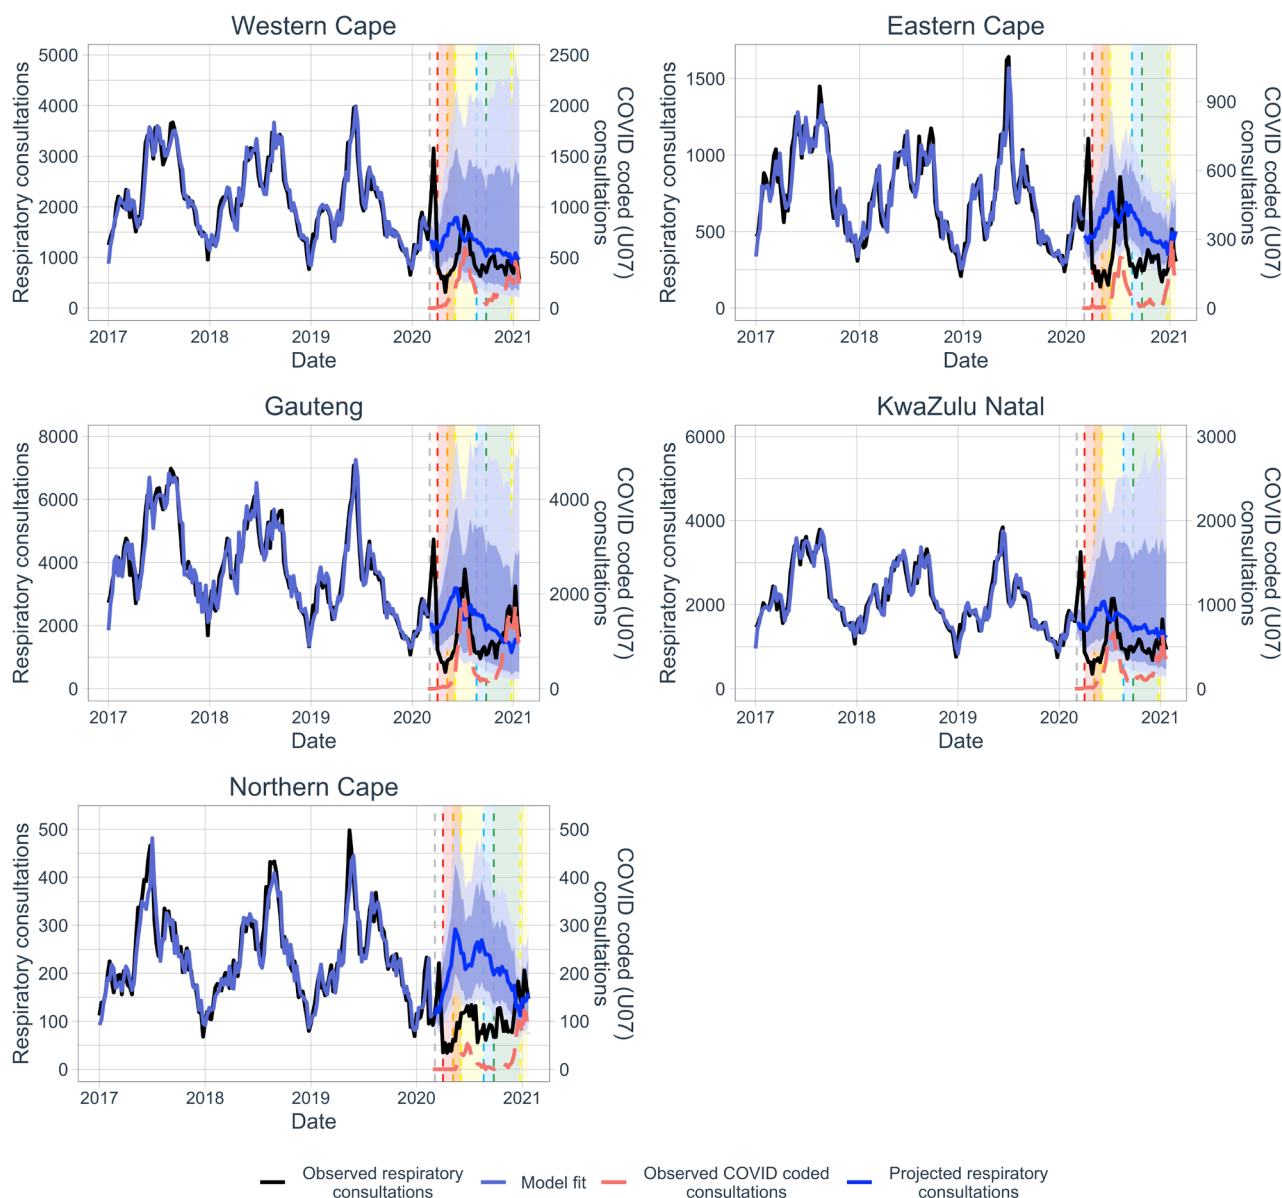 Western Cape
Respiratory consultations
5000
4000
3000
2000
1000
0
2500
2000
1500
1000
500
0
COVID coded (U07)
consultations
2017 2018 2019 2020 2021
Date
Eastern Cape
Respiratory consultations
1500
1000
500
0
900
600
300
0
COVID coded (U07)
consultations
2017 2018 2019 2020 2021
Date
Gauteng
Respiratory consultations
8000
6000
4000
2000
0
4000
2000
0
COVID coded (U07)
consultations
2017 2018 2019 2020 2021
Date
KwaZulu Natal
Respiratory consultations
6000
4000
2000
0
3000
2000
1000
0
COVID coded (U07)
consultations
2017 2018 2019 2020 2021
Date
Northern Cape
Respiratory consultations
500
400
300
200
100
0
500
400
300
200
100
0
COVID coded (U07)
consultations
2017 2018 2019 2020 2021
Date
Observed respiratory
consultations
Model fit
Observed COVID coded
consultations
Projected respiratory
consultations